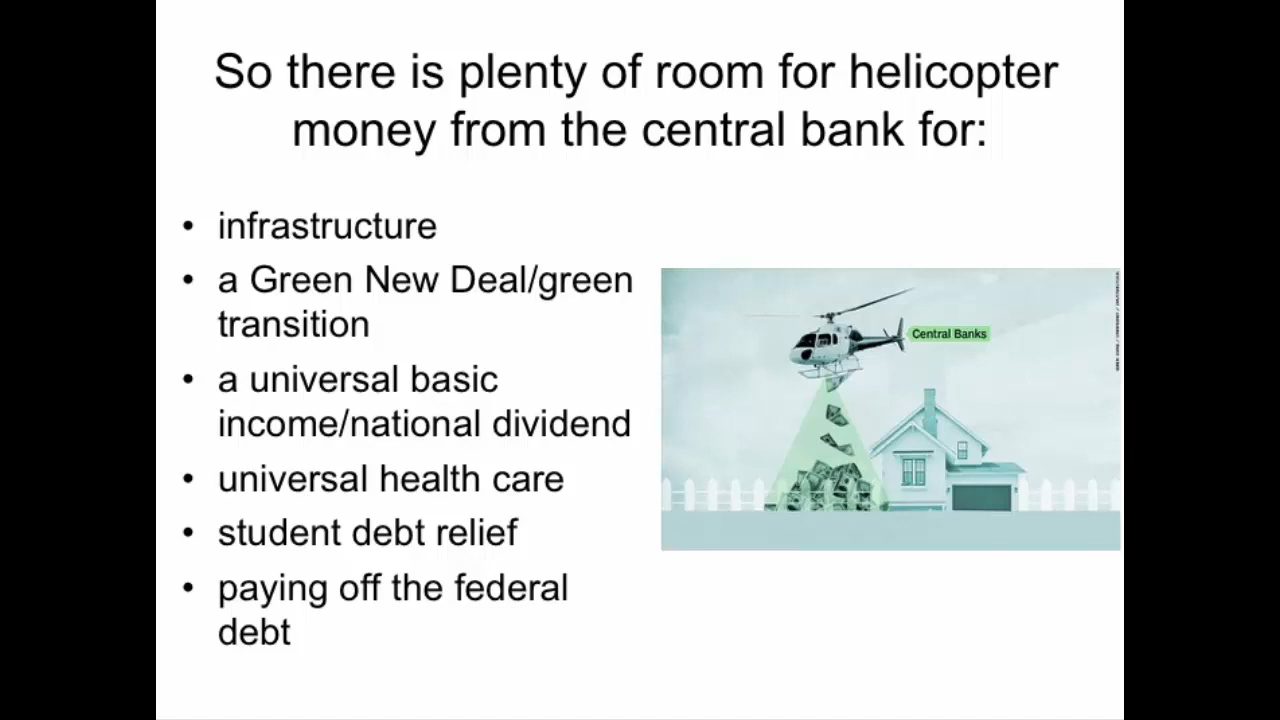 So there is plenty of room for helicopter
money from the central bank for:
• infrastructure
• a Green New Deal/green
transition
• a universal basic
income/national dividend
• universal health care
• student debt relief
• paying off the federal
debt
Central Banks